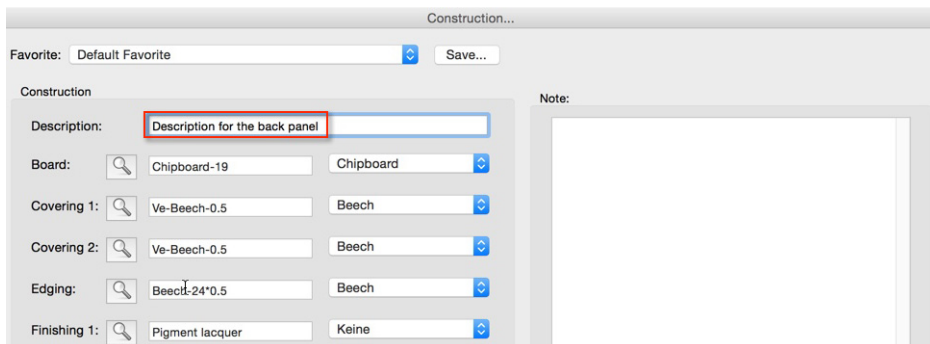 Construction...
Favorite: Default Favorite Save...
Construction
Note:
Description: Description for the back panel
Board: Chipboard-19 Chipboard
Covering 1: Ve-Beech-0.5 Beech
Covering 2: Ve-Beech-0.5 Beech
Edging: Beech-24*0.5 Beech
Finishing 1: Pigment lacquer Keine